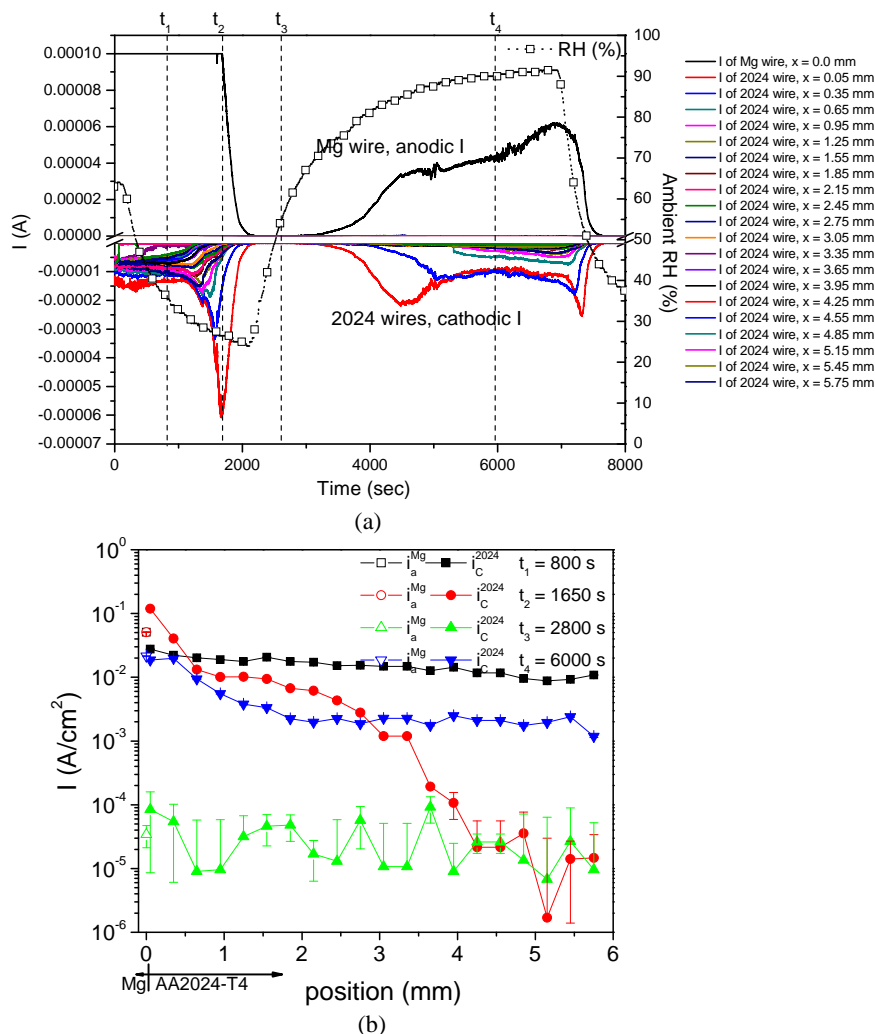 t1 t2 t3 t4
0.00010
0.00008
0.00006
0.00004
0.00002
0.00000
-0.00001
-0.00002
-0.00003
-0.00004
-0.00005
-0.00006
-0.00007
I (A)
RH (%)
Mg wire, anodic I
2024 wires, cathodic I
100
90
80
70
60
50
40
30
20
10
0
Ambient RH (%)
0 2000 4000 6000 8000
Time (sec)
I of Mg wire, x = 0.0 mm
I of 2024 wire, x = 0.05 mm
I of 2024 wire, x = 0.35 mm
I of 2024 wire, x = 0.65 mm
I of 2024 wire, x = 0.95 mm
I of 2024 wire, x = 1.25 mm
I of 2024 wire, x = 1.55 mm
I of 2024 wire, x = 1.85 mm
I of 2024 wire, x = 2.15 mm
I of 2024 wire, x = 2.45 mm
I of 2024 wire, x = 2.75 mm
I of 2024 wire, x = 3.05 mm
I of 2024 wire, x = 3.35 mm
I of 2024 wire, x = 3.65 mm
I of 2024 wire, x = 3.95 mm
I of 2024 wire, x = 4.25 mm
I of 2024 wire, x = 4.55 mm
I of 2024 wire, x = 4.85 mm
I of 2024 wire, x = 5.15 mm
I of 2024 wire, x = 5.45 mm
I of 2024 wire, x = 5.75 mm
(a)
10^0
10^-1
10^-2
10^-3
10^-4
10^-5
10^-6
I (A/cm^2)
i_a^Mg i_C^2024 t_1 = 800 s
i_a^Mg i_C^2024 t_2 = 1650 s
i_a^Mg i_C^2024 t_3 = 2800 s
i_a^Mg i_C^2024 t_4 = 6000 s
0 1 2 3 4 5 6
Mg AA2024-T4
position (mm)
(b)